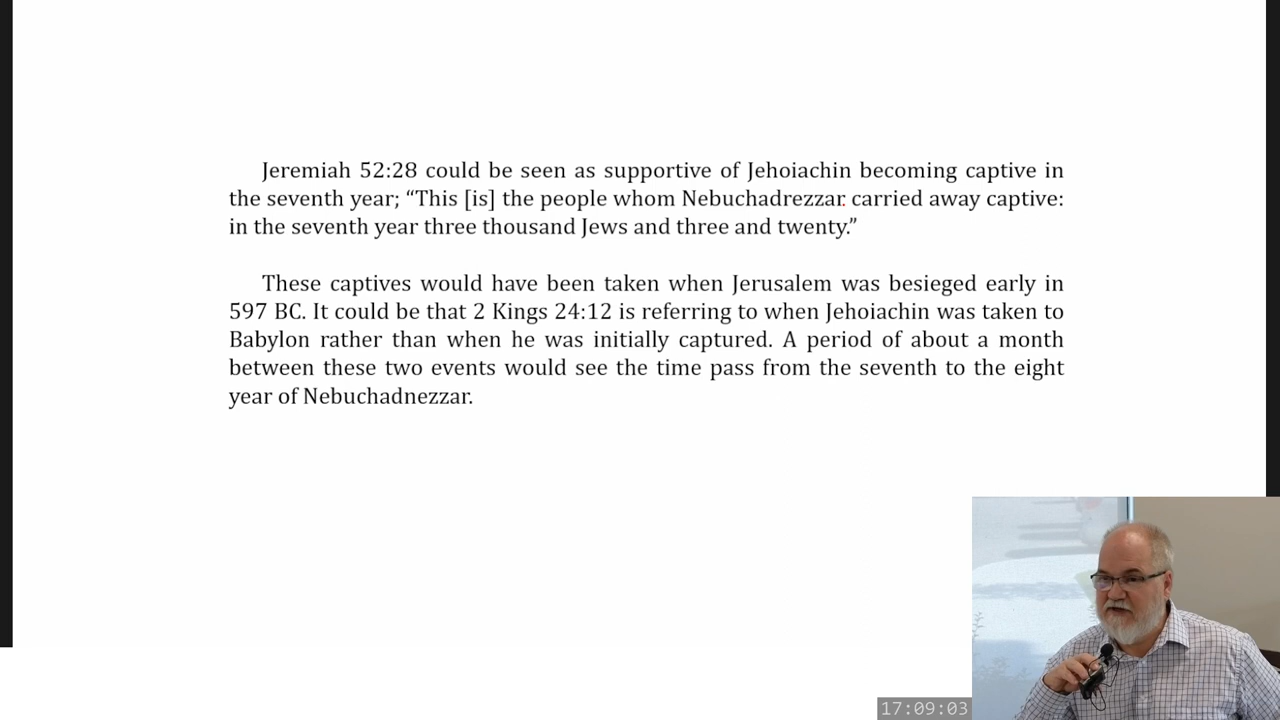 Jeremiah 52:28 could be seen as supportive of Jehoiachin becoming captive in
the seventh year; “This [is] the people whom Nebuchadrezzar. carried away captive:
in the seventh year three thousand Jews and three and twenty.”
These captives would have been taken when Jerusalem was besieged early in
597 BC. It could be that 2 Kings 24:12 is referring to when Jehoiachin was taken to
Babylon rather than when he was initially captured. A period of about a month
between these two events would see the time pass from the seventh to the eight
year of Nebuchadnezzar.
17:09:03